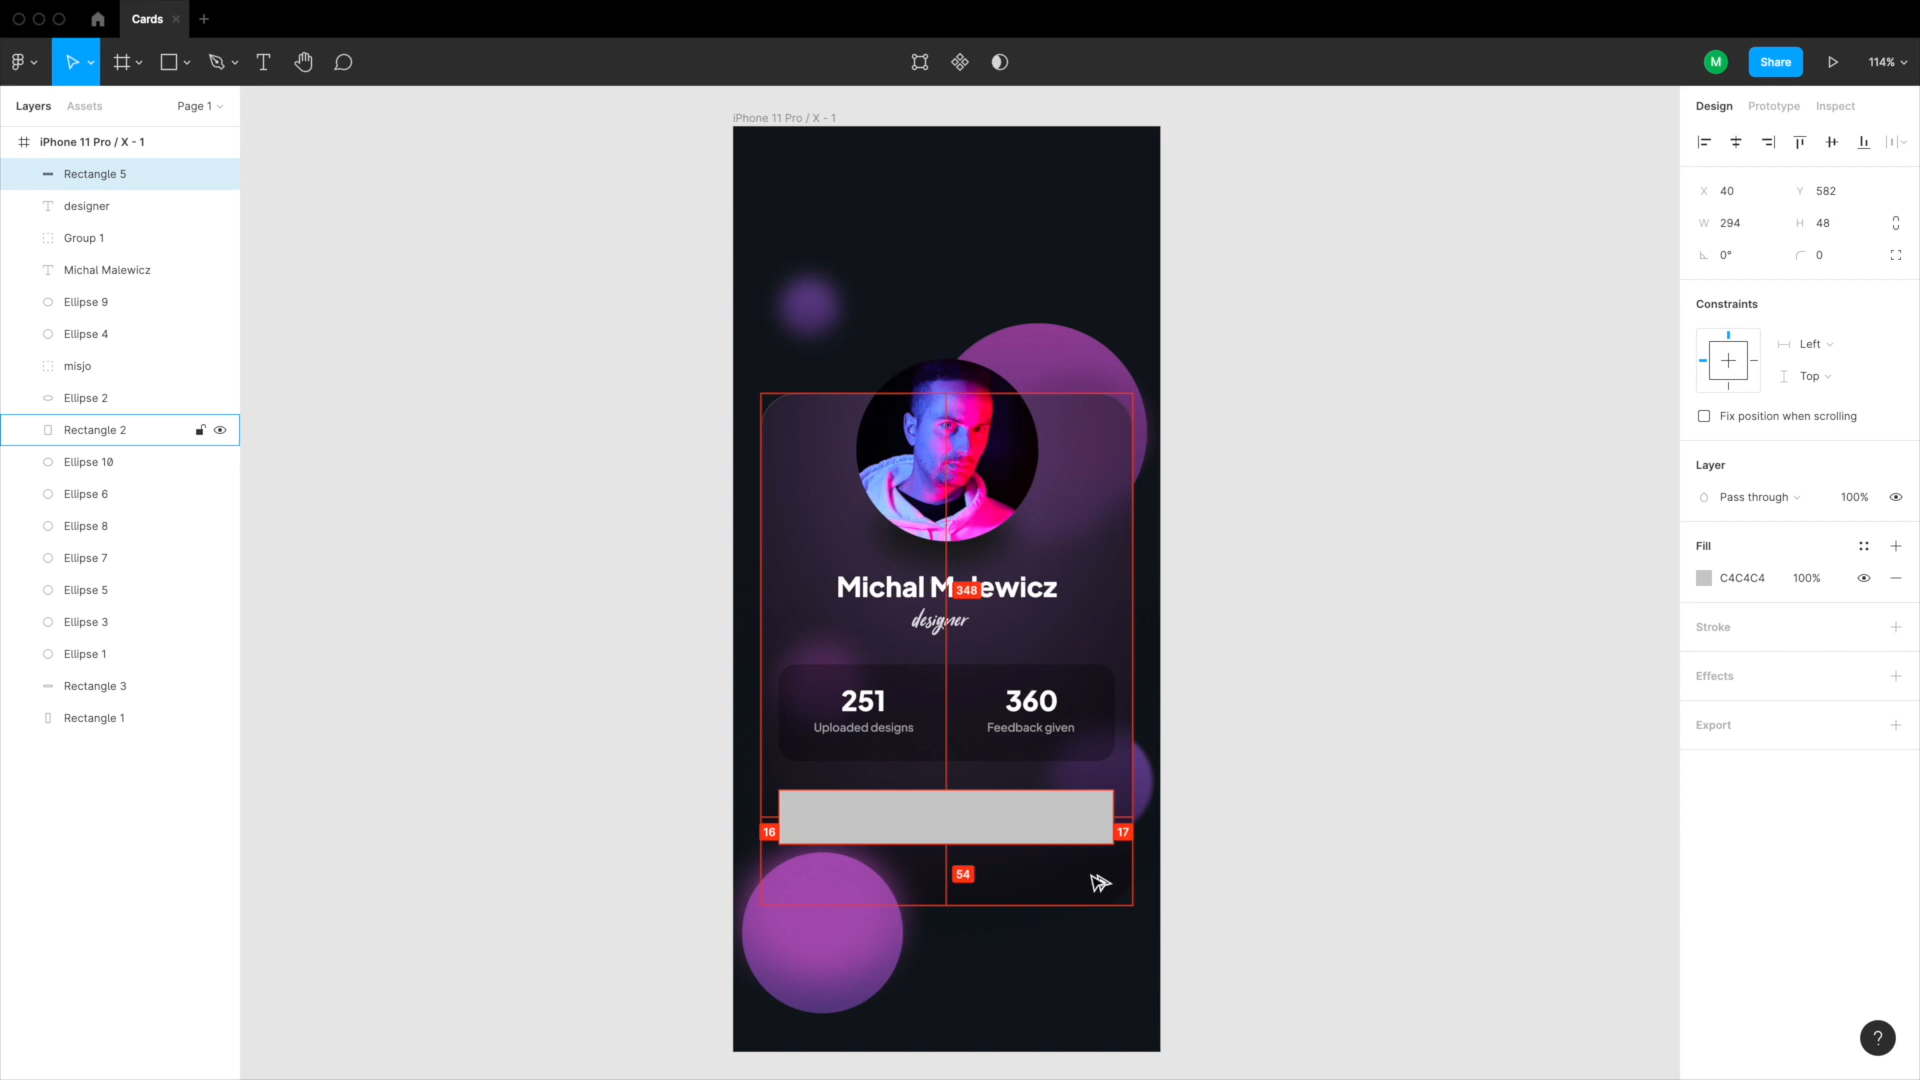 Cards
M
Share
114%
Layers
Assets
Page 1
iPhone 11 Pro / X - 1
Rectangle 5
designer
Group 1
Michal Malewicz
Ellipse 9
Ellipse 4
misjo
Ellipse 2
Rectangle 2
Ellipse 10
Ellipse 6
Ellipse 8
Ellipse 7
Ellipse 5
Ellipse 3
Ellipse 1
Rectangle 3
Rectangle 1
iPhone 11 Pro / X - 1
Michal M 348 ewicz
designer
251
Uploaded designs
360
Feedback given
16
17
54
Design
Prototype
Inspect
X 40
Y 582
W 294
H 48
0°
0
Constraints
Left
Top
Fix position when scrolling
Layer
Pass through
100%
Fill
C4C4C4
100%
Stroke
Effects
Export
?